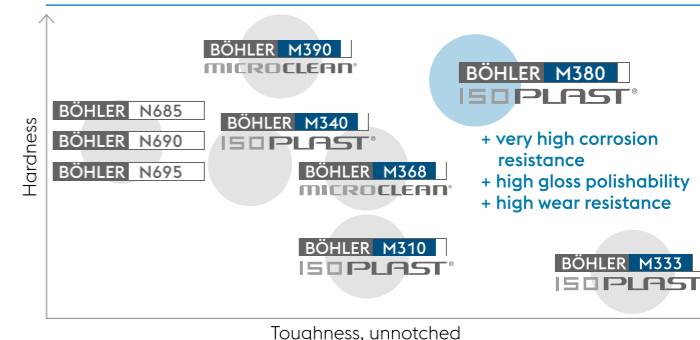 BÖHLER M390
MICROCLEAN®
BÖHLER M380
ISOPLAST®
BÖHLER N685
BÖHLER M340
ISOPLAST®
BÖHLER N690
BÖHLER N695
BÖHLER M368
MICROCLEAN®
+ very high corrosion
resistance
+ high gloss polishability
+ high wear resistance
BÖHLER M310
ISOPLAST®
BÖHLER M333
ISOPLAST
Hardness
Toughness, unnotched